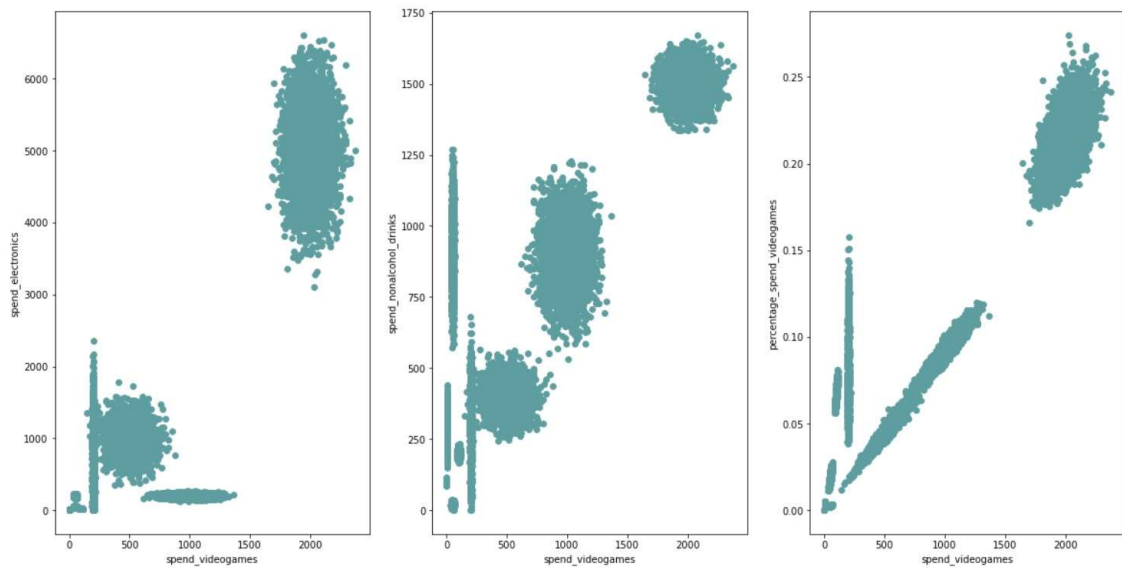 spend_electronics
6000
5000
4000
3000
2000
1000
0
0 500 1000 1500 2000
spend_videogames
spend_nonalcohol_drinks
1750
1500
1250
1000
750
500
250
0
0 500 1000 1500 2000
spend_videogames
percentage_spend_videogames
0.25
0.20
0.15
0.10
0.05
0.00
0 500 1000 1500 2000
spend_videogames